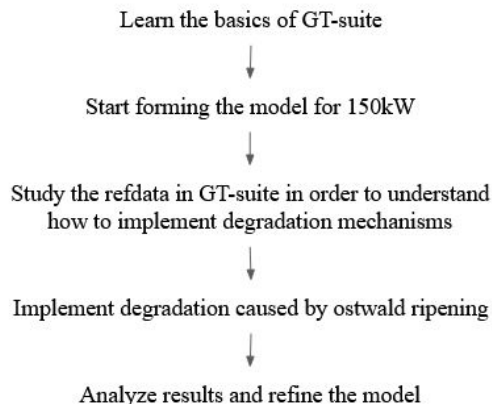 Learn the basics of GT-suite
Start forming the model for 150kW
Study the refdata in GT-suite in order to understand
how to implement degradation mechanisms
Implement degradation caused by ostwald ripening
Analyze results and refine the model